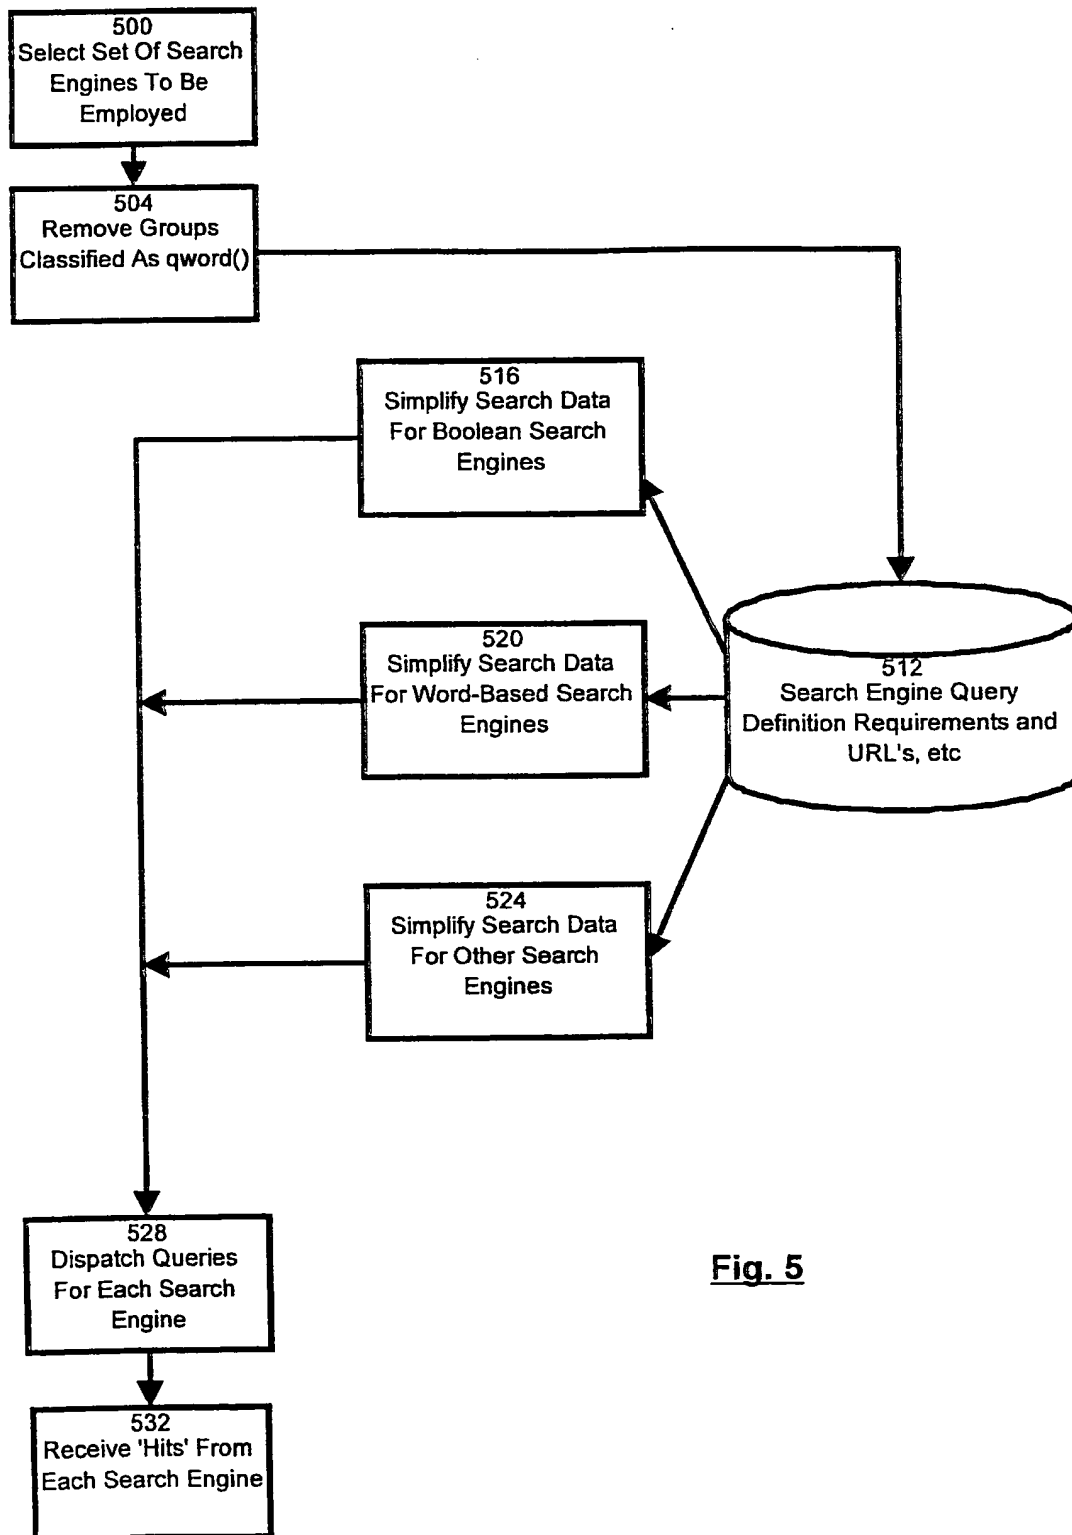 500
Select Set Of Search
Engines To Be
Employed
504
Remove Groups
Classified As qword()
516
Simplify Search Data
For Boolean Search
Engines
520
Simplify Search Data
For Word-Based Search
Engines
512
Search Engine Query
Definition Requirements and
URL's, etc
524
Simplify Search Data
For Other Search
Engines
528
Dispatch Queries
For Each Search
Engine
Fig. 5
532
Receive 'Hits' From
Each Search Engine